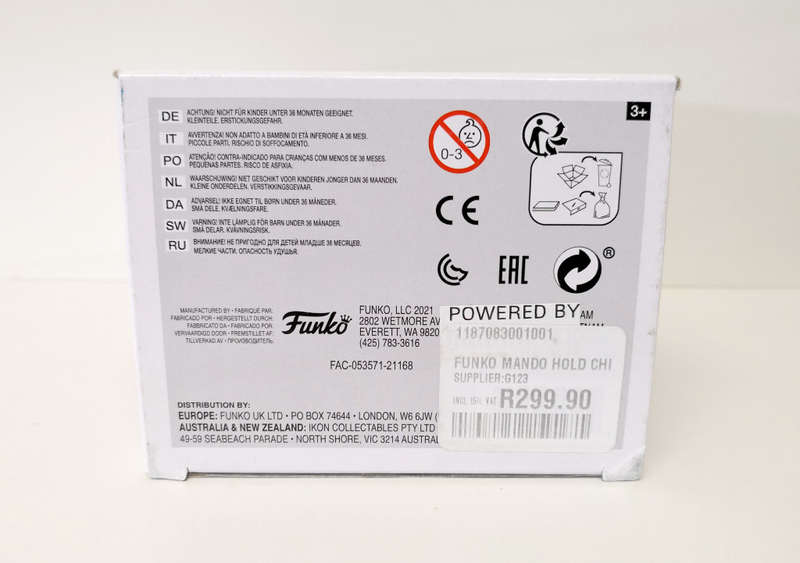 DE ACHTUNG! NICHT FÜR KINDER UNTER 36 MONATEN GEEIGNET.
KLEINTEILE. ERSTICKUNGSGEFAHR.
IT AVVERTENZA! NON ADATTO A BAMBINI DI ETÀ INFERIORE A 36 MESI.
PICCOLE PARTI. RISCHIO DI SOFFOCAMENTO.
PO ATENÇÃO! CONTRA-INDICADO PARA CRIANÇAS COM MENOS DE 36 MESES.
PEQUENAS PARTES. RISCO DE ASFIXIA.
NL WAARSCHUWING! NIET GESCHIKT VOOR KINDEREN JONGER DAN 36 MAANDEN.
KLEINE ONDERDELEN. VERSTIKKINGSGEVAAR.
DA ADVARSEL! IKKE EGNET TIL BØRN UNDER 36 MÅNEDER.
SMÅ DELE. KVÆLNINGSFARE.
SW VARNING! INTE LÄMPLIG FÖR BARN UNDER 36 MÅNADER.
SMÅ DELAR. KVÄVNINGSRISK.
RU ВНИМАНИЕ! НЕ ПРИГОДНО ДЛЯ ДЕТЕЙ МЛАДШЕ 36 МЕСЯЦЕВ.
МЕЛКИЕ ЧАСТИ. ОПАСНОСТЬ УДУШЬЯ.
0-3
3+
CE
EAC
®
MANUFACTURED BY • FABRIQUÉ PAR:
FABRICADO POR • HERGESTELLT DURCH:
FABBRICATO DA • FABRICADO POR:
VERVAARDIGD DOOR • FREMSTILLET AF:
TILLVERKAD AV • ПРОИЗВОДИТЕЛЬ:
Funko
FUNKO, LLC 2021
2802 WETMORE AV
EVERETT, WA 9820
(425) 783-3616
FAC-053571-21168
POWERED BY
AM
1187083001001
FUNKO MANDO HOLD CHI
SUPPLIER:G123
INCL 15% VAT R299.90
DISTRIBUTION BY:
EUROPE: FUNKO UK LTD • PO BOX 74644 • LONDON, W6 6JW (
AUSTRALIA & NEW ZEALAND: IKON COLLECTABLES PTY LTD
49-59 SEABEACH PARADE • NORTH SHORE, VIC 3214 AUSTRAL